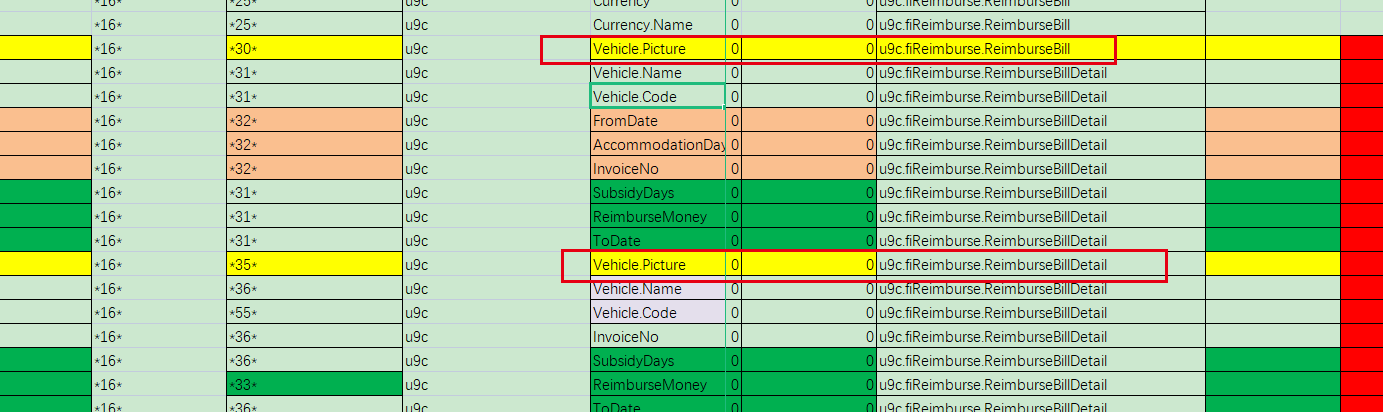 *16* *25* u9c Currency 0 0 u9c.fiReimburse.ReimburseBill
*16* *25* u9c Currency.Name 0 0 u9c.fiReimburse.ReimburseBill
*16* *30* u9c Vehicle.Picture 0 0 u9c.fiReimburse.ReimburseBill
*16* *31* u9c Vehicle.Name 0 0 u9c.fiReimburse.ReimburseBillDetail
*16* *31* u9c Vehicle.Code 0 0 u9c.fiReimburse.ReimburseBillDetail
*16* *32* u9c FromDate 0 0 u9c.fiReimburse.ReimburseBillDetail
*16* *32* u9c AccommodationDay 0 0 u9c.fiReimburse.ReimburseBillDetail
*16* *32* u9c InvoiceNo 0 0 u9c.fiReimburse.ReimburseBillDetail
*16* *31* u9c SubsidyDays 0 0 u9c.fiReimburse.ReimburseBillDetail
*16* *31* u9c ReimburseMoney 0 0 u9c.fiReimburse.ReimburseBillDetail
*16* *31* u9c ToDate 0 0 u9c.fiReimburse.ReimburseBillDetail
*16* *35* u9c Vehicle.Picture 0 0 u9c.fiReimburse.ReimburseBillDetail
*16* *36* u9c Vehicle.Name 0 0 u9c.fiReimburse.ReimburseBillDetail
*16* *55* u9c Vehicle.Code 0 0 u9c.fiReimburse.ReimburseBillDetail
*16* *36* u9c InvoiceNo 0 0 u9c.fiReimburse.ReimburseBillDetail
*16* *36* u9c SubsidyDays 0 0 u9c.fiReimburse.ReimburseBillDetail
*16* *33* u9c ReimburseMoney 0 0 u9c.fiReimburse.ReimburseBillDetail
*16* *36* u9c ToDate 0 0 u9c.fiReimburse.ReimburseBillDetail